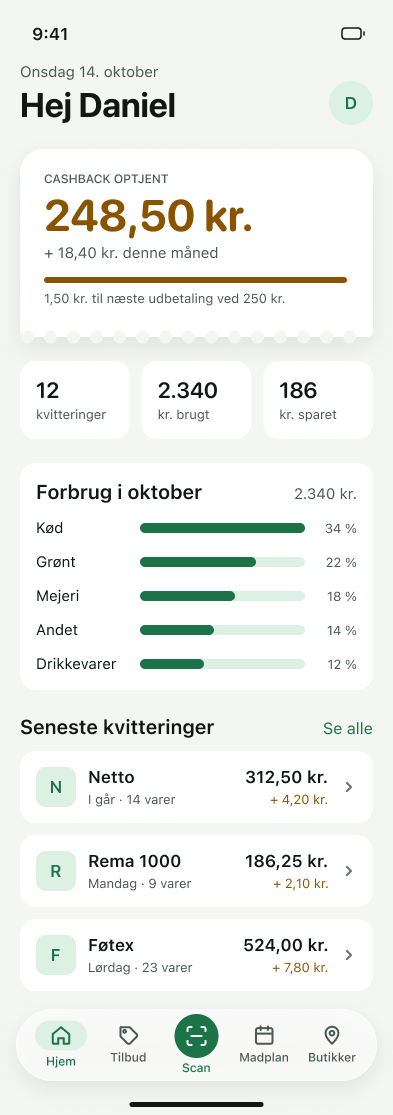 9:41
Onsdag 14. oktober
Hej Daniel
D
CASHBACK OPTJENT
248,50 kr.
+ 18,40 kr. denne måned
1,50 kr. til næste udbetaling ved 250 kr.
12
kvitteringer
2.340
kr. brugt
186
kr. sparet
Forbrug i oktober
2.340 kr.
Kød
34 %
Grønt
22 %
Mejeri
18 %
Andet
14 %
Drikkevarer
12 %
Seneste kvitteringer
Se alle
N
Netto
312,50 kr.
I går · 14 varer
+ 4,20 kr.
R
Rema 1000
186,25 kr.
Mandag · 9 varer
+ 2,10 kr.
F
Føtex
524,00 kr.
Lørdag · 23 varer
+ 7,80 kr.
Hjem
Tilbud
Scan
Madplan
Butikker